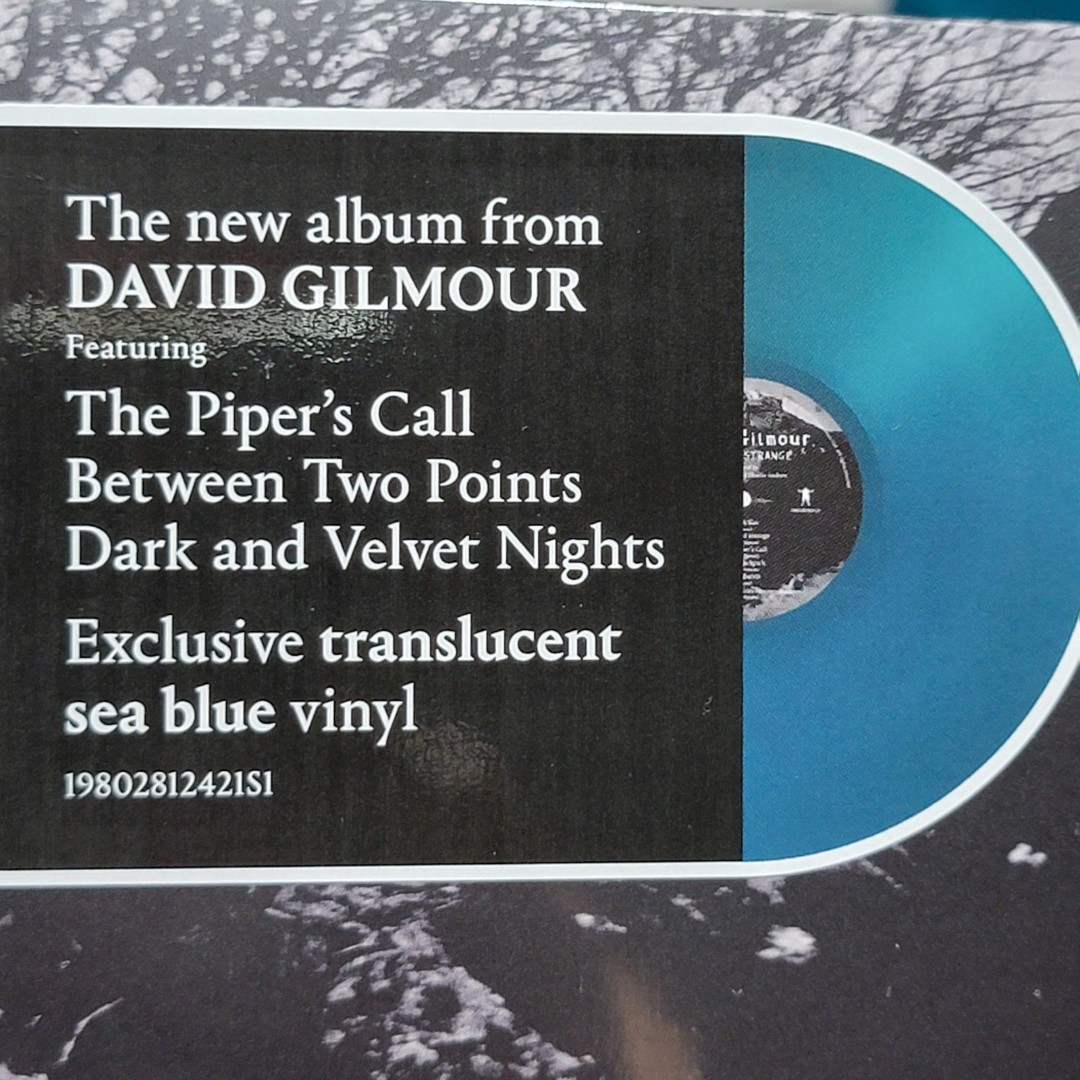 The new album from
DAVID GILMOUR
Featuring
The Piper's Call
Between Two Points
Dark and Velvet Nights
Exclusive translucent
sea blue vinyl
19802812421S1
ilmour
STRANGE